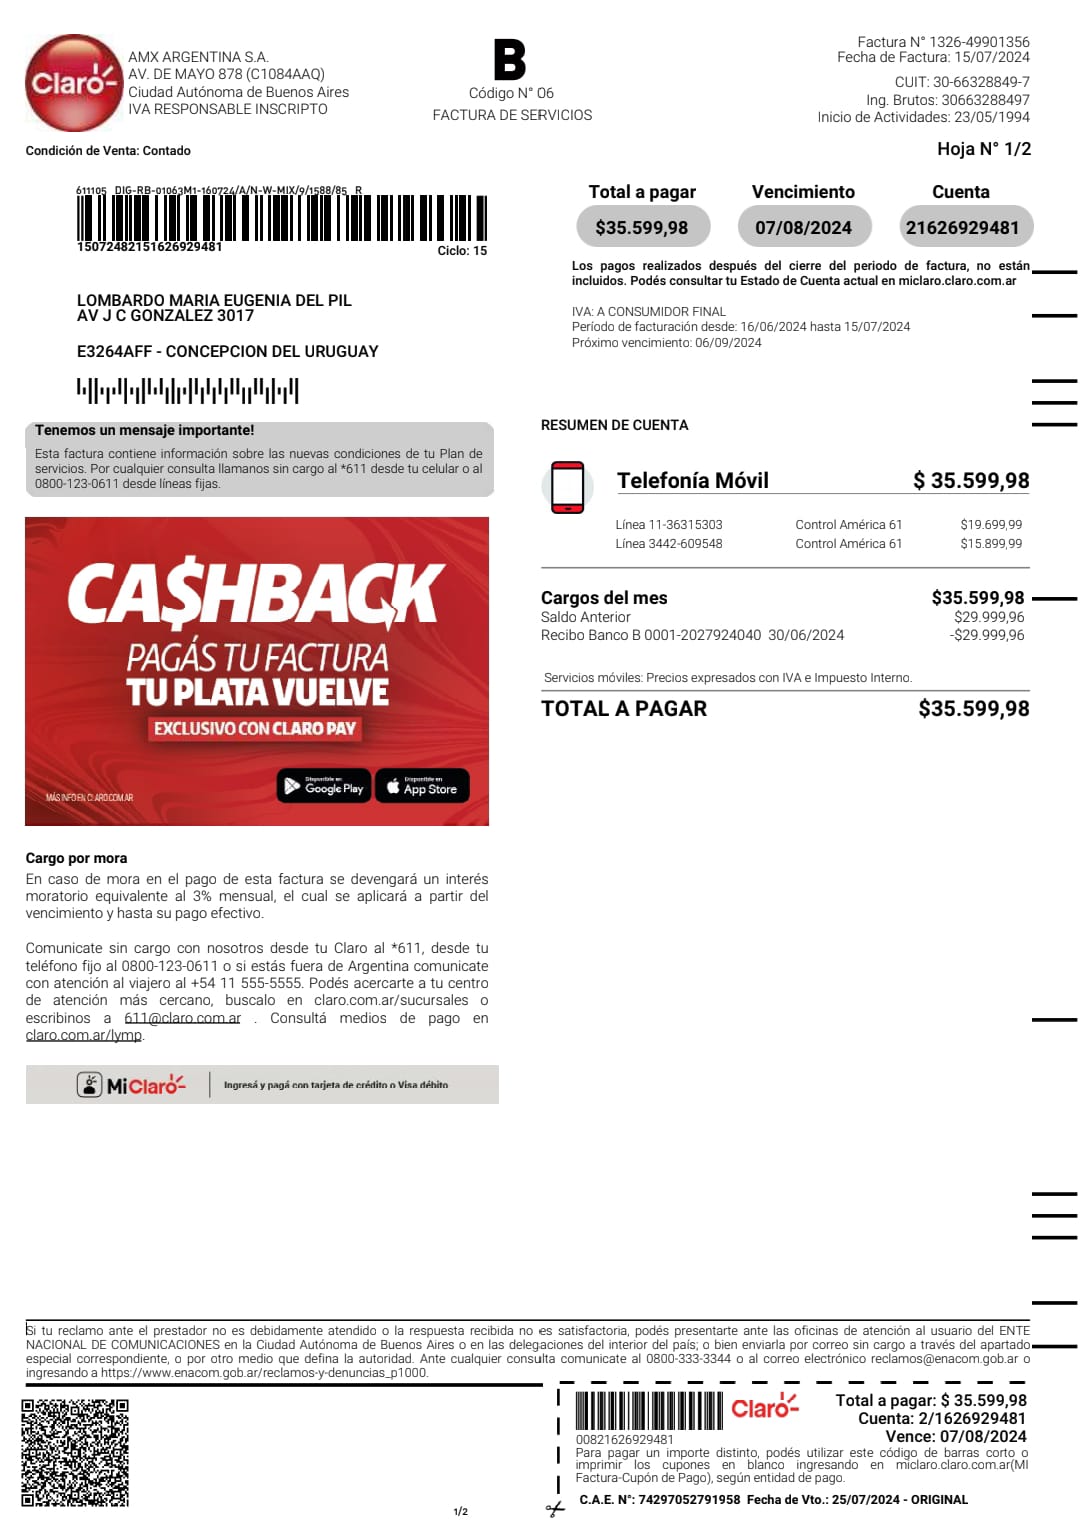 Claro
AMX ARGENTINA S.A.
AV. DE MAYO 878 (C1084AAQ)
Ciudad Autónoma de Buenos Aires
IVA RESPONSABLE INSCRIPTO
B
Código N° 06
FACTURA DE SERVICIOS
Factura N° 1326-49901356
Fecha de Factura: 15/07/2024
CUIT: 30-66328849-7
Ing. Brutos: 30663288497
Inicio de Actividades: 23/05/1994
Condición de Venta: Contado
Hoja N° 1/2
611105 DIG-RB-01063M1-160724/A/N-W-MIX/9/1588/85 R
15072482151626929481
Ciclo: 15
Total a pagar Vencimiento Cuenta
$35.599,98 07/08/2024 21626929481
Los pagos realizados después del cierre del periodo de factura, no están
incluidos. Podés consultar tu Estado de Cuenta actual en miclaro.claro.com.ar
LOMBARDO MARIA EUGENIA DEL PIL
AV J C GONZALEZ 3017
E3264AFF - CONCEPCION DEL URUGUAY
IVA: A CONSUMIDOR FINAL
Período de facturación desde: 16/06/2024 hasta 15/07/2024
Próximo vencimiento: 06/09/2024
Tenemos un mensaje importante!
Esta factura contiene información sobre las nuevas condiciones de tu Plan de
servicios. Por cualquier consulta llamanos sin cargo al *611 desde tu celular o al
0800-123-0611 desde líneas fijas.
RESUMEN DE CUENTA
Telefonía Móvil $ 35.599,98
Línea 11-36315303 Control América 61 $19.699,99
Línea 3442-609548 Control América 61 $15.899,99
Cargos del mes $35.599,98
Saldo Anterior $29.999,96
Recibo Banco B 0001-2027924040 30/06/2024 -$29.999,96
Servicios móviles: Precios expresados con IVA e Impuesto Interno.
TOTAL A PAGAR $35.599,98
CA$HBACK
PAGÁS TU FACTURA
TU PLATA VUELVE
EXCLUSIVO CON CLARO PAY
Disponible en
Google Play
Disponible en
App Store
MÁS INFO EN CLARO.COM.AR
Cargo por mora
En caso de mora en el pago de esta factura se devengará un interés
moratorio equivalente al 3% mensual, el cual se aplicará a partir del
vencimiento y hasta su pago efectivo.
Comunicate sin cargo con nosotros desde tu Claro al *611, desde tu
teléfono fijo al 0800-123-0611 o si estás fuera de Argentina comunicate
con atención al viajero al +54 11 555-5555. Podés acercarte a tu centro
de atención más cercano, buscalo en claro.com.ar/sucursales o
escribinos a 611@claro.com.ar . Consultá medios de pago en
claro.com.ar/lymp.
Mi Claro
Ingresá y pagá con tarjeta de crédito o Visa débito
Si tu reclamo ante el prestador no es debidamente atendido o la respuesta recibida no es satisfactoria, podés presentarte ante las oficinas de atención al usuario del ENTE
NACIONAL DE COMUNICACIONES en la Ciudad Autónoma de Buenos Aires o en las delegaciones del interior del país; o bien enviarla por correo sin cargo a través del apartado
especial correspondiente, o por otro medio que defina la autoridad. Ante cualquier consulta comunicate al 0800-333-3344 o al correo electrónico reclamos@enacom.gob.ar o
ingresando a https://www.enacom.gob.ar/reclamos-y-denuncias_p1000.
Claro
Total a pagar: $ 35.599,98
Cuenta: 2/1626929481
Vence: 07/08/2024
00821626929481
Para pagar un importe distinto, podés utilizar este código de barras corto o
imprimir los cupones en blanco ingresando en miclaro.claro.com.ar(MI
Factura-Cupón de Pago), según entidad de pago.
C.A.E. N°: 74297052791958 Fecha de Vto.: 25/07/2024 - ORIGINAL
1/2